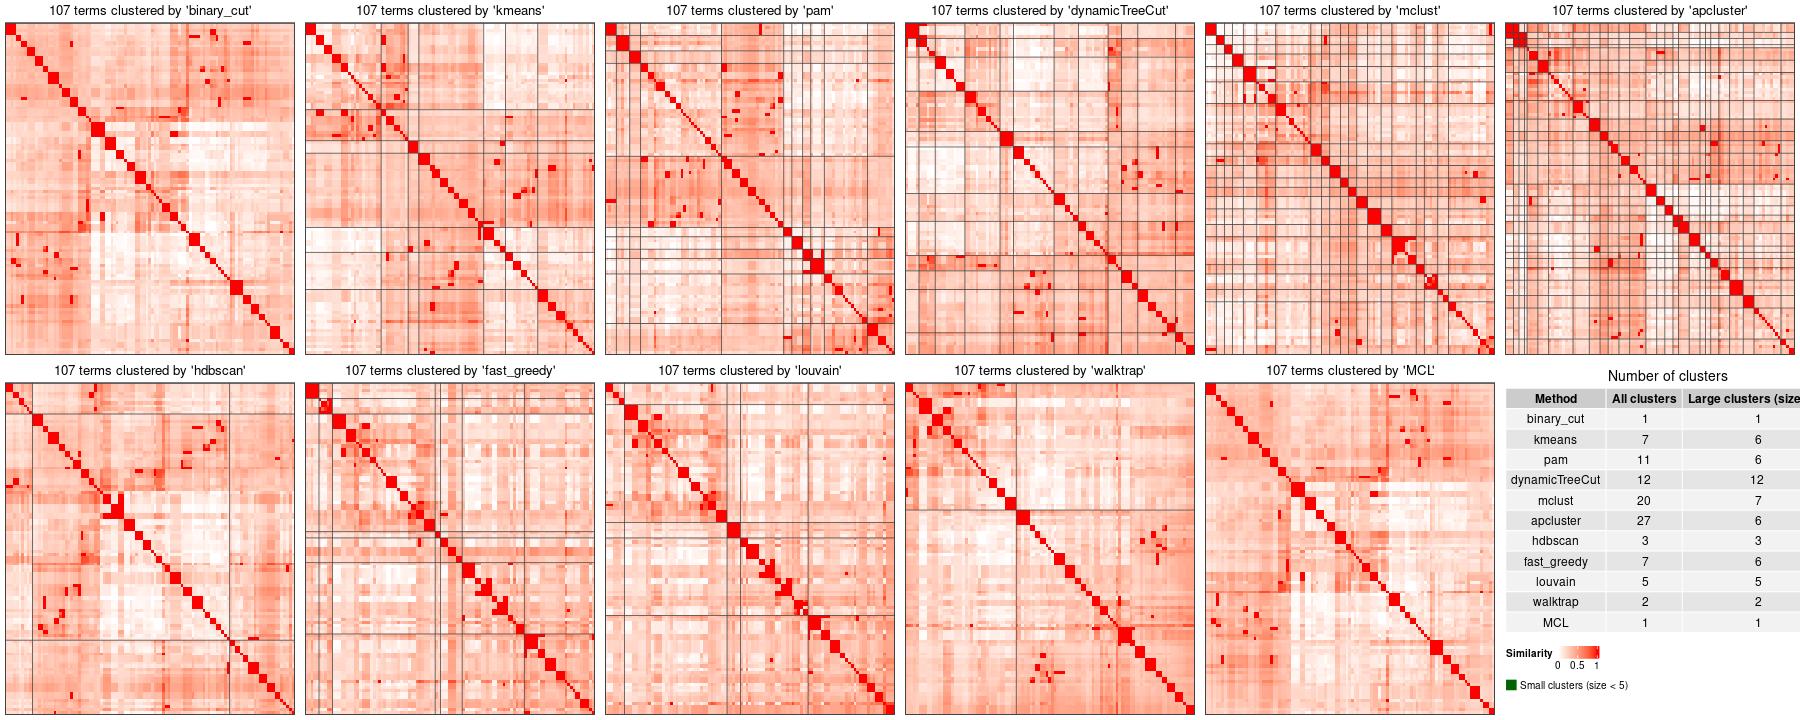 107 terms clustered by 'binary_cut'
107 terms clustered by 'kmeans'
107 terms clustered by 'pam'
107 terms clustered by 'dynamicTreeCut'
107 terms clustered by 'mclust'
107 terms clustered by 'apcluster'
107 terms clustered by 'hdbscan'
107 terms clustered by 'fast_greedy'
107 terms clustered by 'louvain'
107 terms clustered by 'walktrap'
107 terms clustered by 'MCL'
Number of clusters
Method All clusters Large clusters (size
binary_cut 1 1
kmeans 7 6
pam 11 6
dynamicTreeCut 12 12
mclust 20 7
apcluster 27 6
hdbscan 3 3
fast_greedy 7 6
louvain 5 5
walktrap 2 2
MCL 1 1
Similarity
0 0.5 1
Small clusters (size < 5)